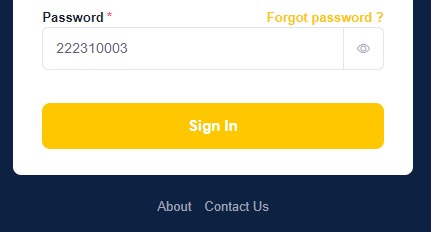 Password * Forgot password ?
222310003
Sign In
About Contact Us